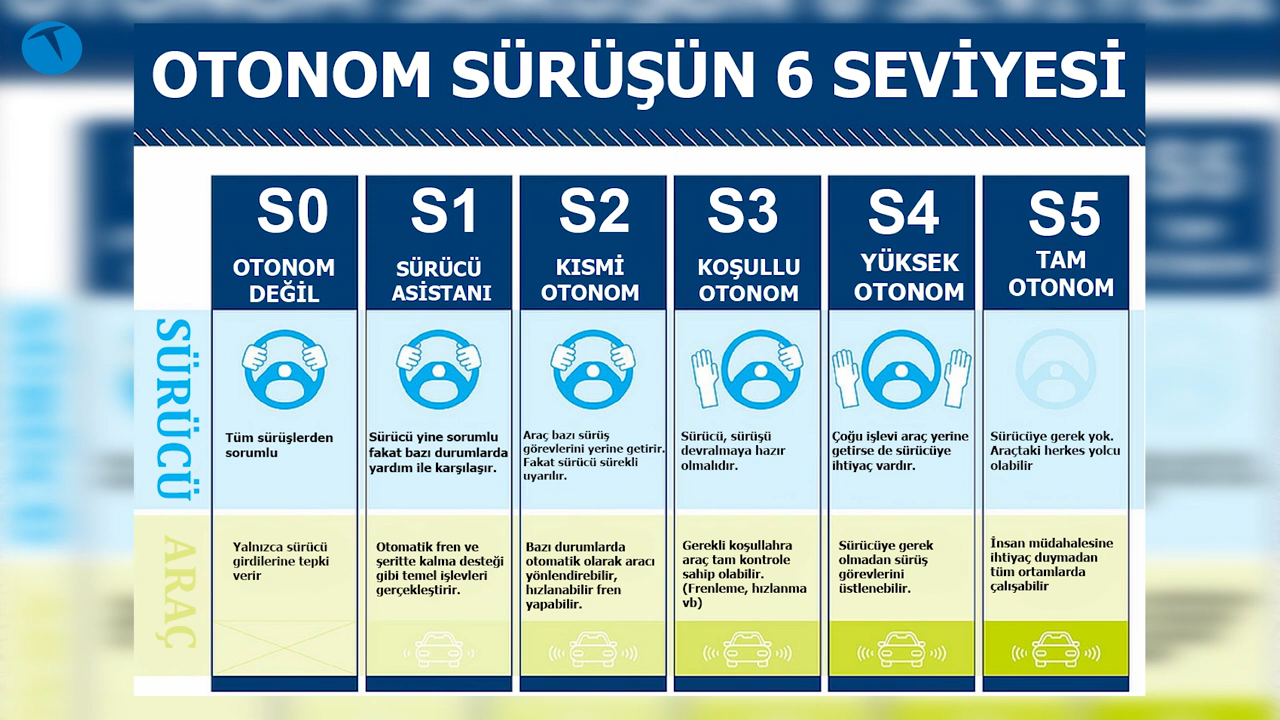 OTONOM SÜRÜŞÜN 6 SEVİYESİ
S0
OTONOM
DEĞİL
S1
SÜRÜCÜ
ASİSTANI
S2
KISMİ
OTONOM
S3
KOŞULLU
OTONOM
S4
YÜKSEK
OTONOM
S5
TAM
OTONOM
SÜRÜCÜ
Tüm sürüşlerden
sorumlu
Sürücü yine sorumlu
fakat bazı durumlarda
yardım ile karşılaşır.
Araç bazı sürüş
görevlerini yerine getirir.
Fakat sürücü sürekli
uyarılır.
Sürücü, sürüşü
devralmaya hazır
olmalıdır.
Çoğu işlevi araç yerine
getirse de sürücüye
ihtiyaç vardır.
Sürücüye gerek yok.
Araçtaki herkes yolcu
olabilir
ARAÇ
Yalnızca sürücü
girdilerine tepki
verir
Otomatik fren ve
şeritte kalma desteği
gibi temel işlevleri
gerçekleştirir.
Bazı durumlarda
otomatik olarak aracı
yönlendirebilir,
hızlanabilir fren
yapabilir.
Gerekli koşullahra
araç tam kontrole
sahip olabilir.
(Frenleme, hızlanma
vb)
Sürücüye gerek
olmadan sürüş
görevlerini
üstlenebilir.
İnsan müdahalesine
ihtiyaç duymadan
tüm ortamlarda
çalışabilir